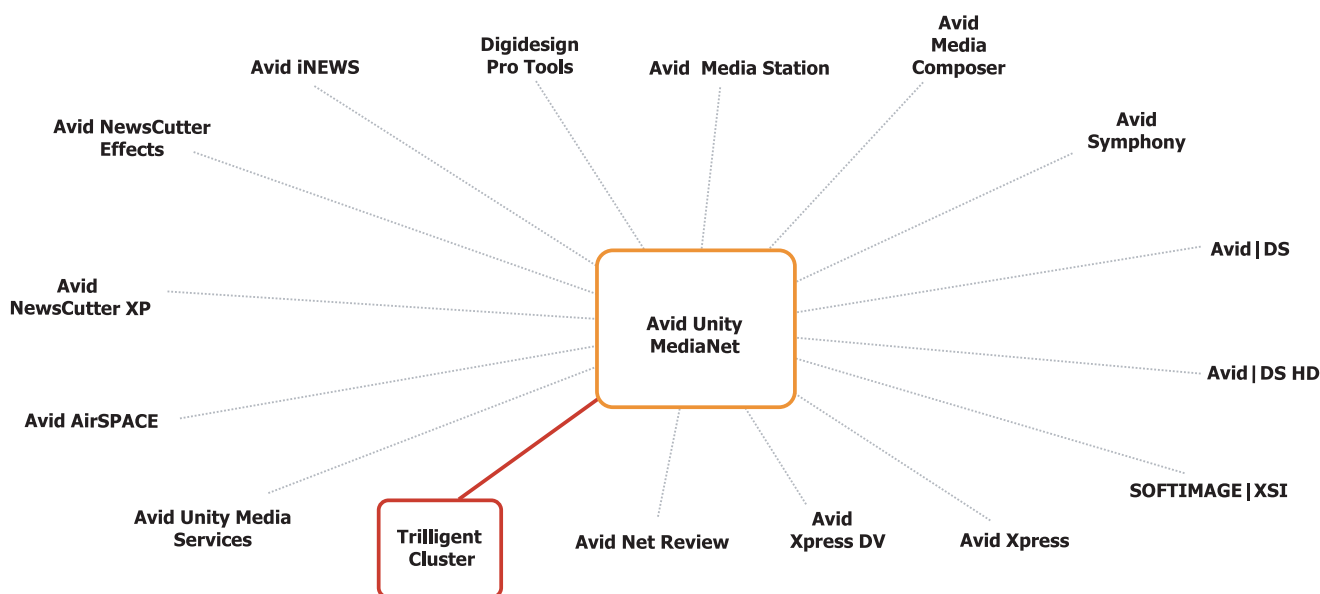 Avid iNEWS
Digidesign
Pro Tools
Avid Media Station
Avid
Media
Composer
Avid NewsCutter
Effects
Avid
Symphony
Avid|DS
Avid
NewsCutter XP
Avid Unity
MediaNet
Avid|DS HD
Avid AirSPACE
SOFTIMAGE|XSI
Avid Unity Media
Services
Trilligent
Cluster
Avid Net Review
Avid
Xpress DV
Avid Xpress